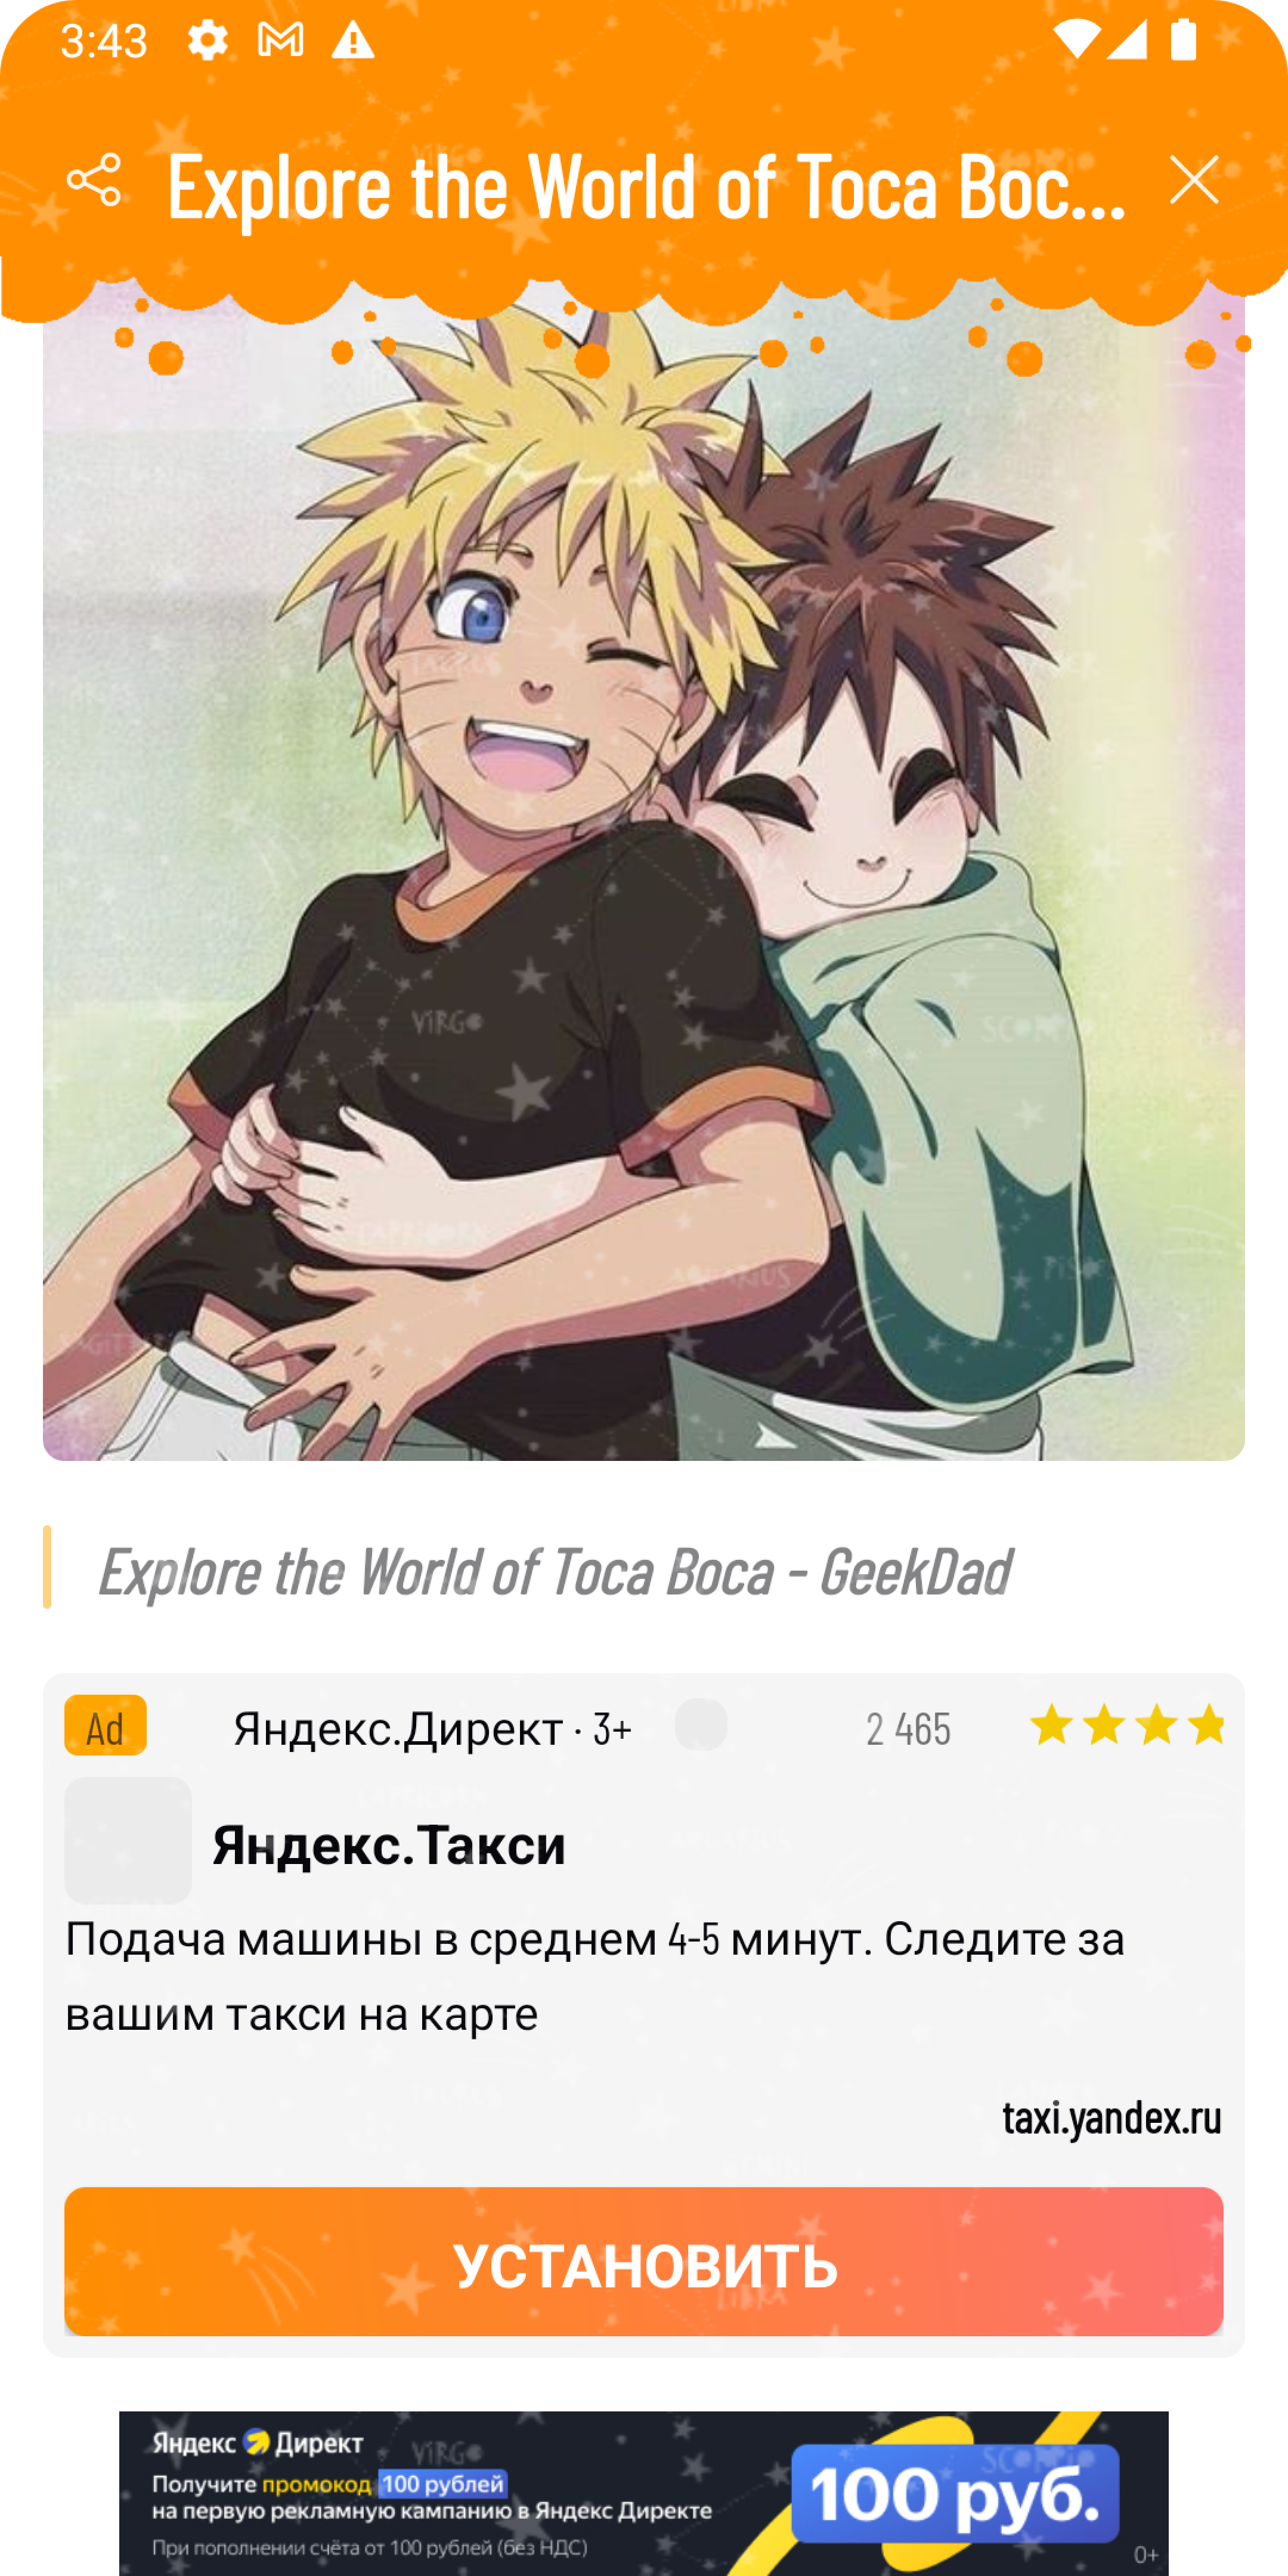 3:43
Explore the World of Toca Boc...
VIRGO
SCORPIO
Explore the World of Toca Boca - GeekDad
Ad
Яндекс.Директ · 3+
2 465
Яндекс.Такси
Подача машины в среднем 4-5 минут. Следите за
вашим такси на карте
taxi.yandex.ru
УСТАНОВИТЬ
Яндекс Директ
Получите промокод 100 рублей
на первую рекламную кампанию в Яндекс Директе
При пополнении счёта от 100 рублей (без НДС)
100 руб.
0+